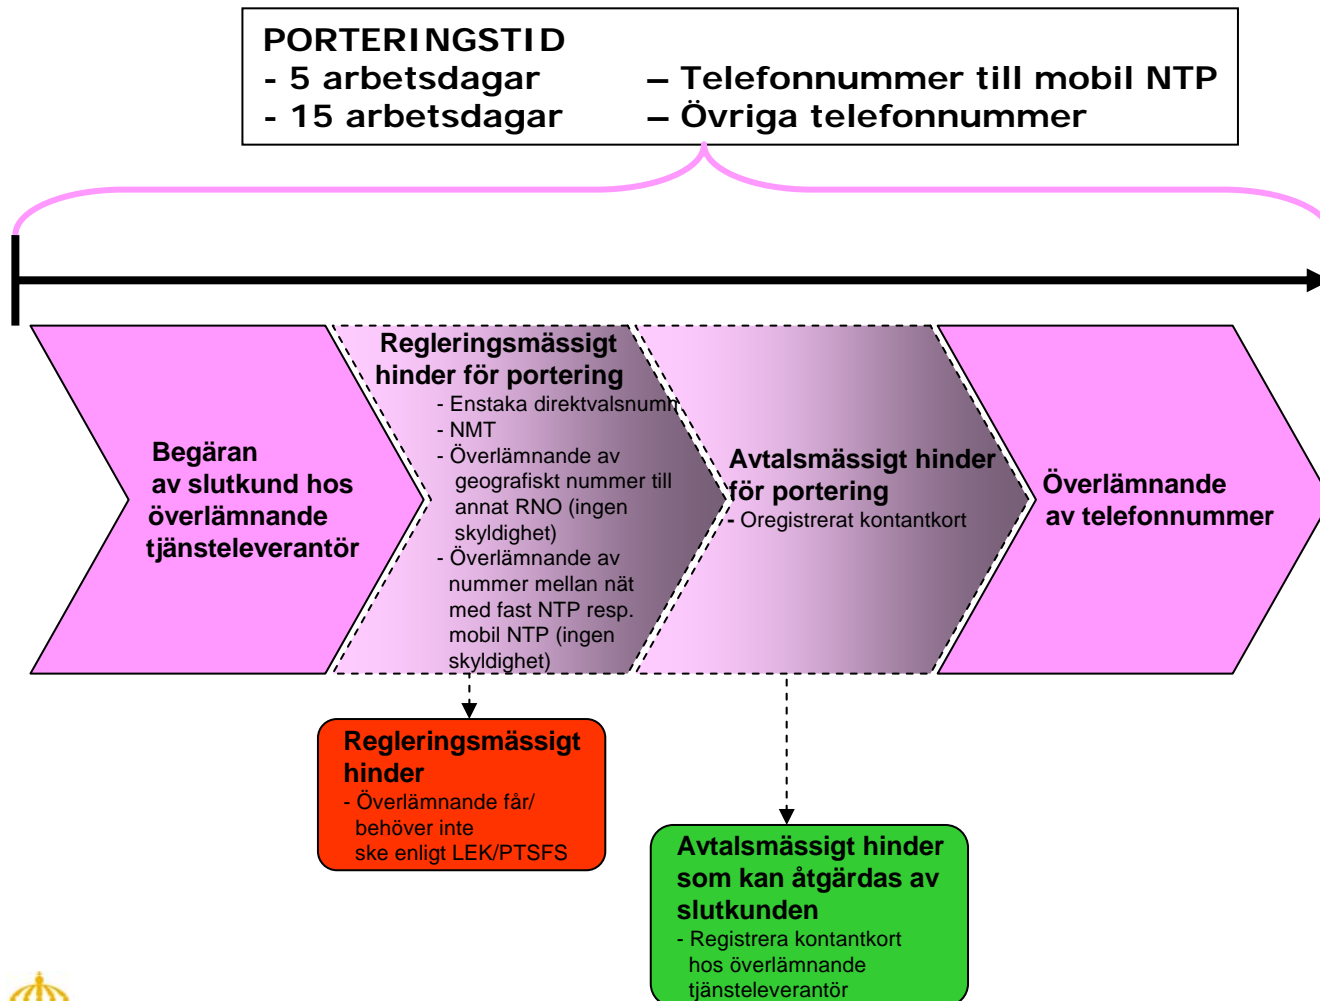 PORTERINGSTID
- 5 arbetsdagar – Telefonnummer till mobil NTP
- 15 arbetsdagar – Övriga telefonnummer
Begäran
av slutkund hos
överlämnande
tjänsteleverantör
Regleringsmässigt
hinder för portering
- Enstaka direktvalsnumn
- NMT
- Överlämnande av
geografiskt nummer till
annat RNO (ingen
skyldighet)
- Överlämnande av
nummer mellan nät
med fast NTP resp.
mobil NTP (ingen
skyldighet)
Avtalsmässigt hinder
för portering
- Oregistrerat kontantkort
Överlämnande
av telefonnummer
Regleringsmässigt
hinder
- Överlämnande får/
behöver inte
ske enligt LEK/PTSFS
Avtalsmässigt hinder
som kan åtgärdas av
slutkunden
- Registrera kontantkort
hos överlämnande
tjänsteleverantör